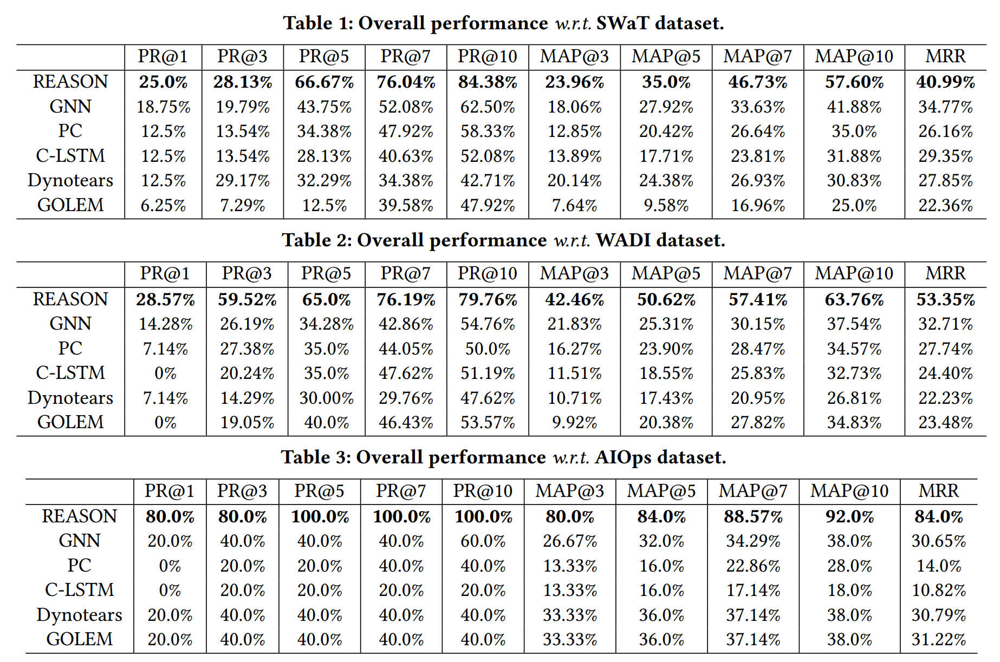 Table 1: Overall performance w.r.t. SWaT dataset.
PR@1 PR@3 PR@5 PR@7 PR@10 MAP@3 MAP@5 MAP@7 MAP@10 MRR
REASON 25.0% 28.13% 66.67% 76.04% 84.38% 23.96% 35.0% 46.73% 57.60% 40.99%
GNN 18.75% 19.79% 43.75% 52.08% 62.50% 18.06% 27.92% 33.63% 41.88% 34.77%
PC 12.5% 13.54% 34.38% 47.92% 58.33% 12.85% 20.42% 26.64% 35.0% 26.16%
C-LSTM 12.5% 13.54% 28.13% 40.63% 52.08% 13.89% 17.71% 23.81% 31.88% 29.35%
Dynotears 12.5% 29.17% 32.29% 34.38% 42.71% 20.14% 24.38% 26.93% 30.83% 27.85%
GOLEM 6.25% 7.29% 12.5% 39.58% 47.92% 7.64% 9.58% 16.96% 25.0% 22.36%
Table 2: Overall performance w.r.t. WADI dataset.
PR@1 PR@3 PR@5 PR@7 PR@10 MAP@3 MAP@5 MAP@7 MAP@10 MRR
REASON 28.57% 59.52% 65.0% 76.19% 79.76% 42.46% 50.62% 57.41% 63.76% 53.35%
GNN 14.28% 26.19% 34.28% 42.86% 54.76% 21.83% 25.31% 30.15% 37.54% 32.71%
PC 7.14% 27.38% 35.0% 44.05% 50.0% 16.27% 23.90% 28.47% 34.57% 27.74%
C-LSTM 0% 20.24% 35.0% 47.62% 51.19% 11.51% 18.55% 25.83% 32.73% 24.40%
Dynotears 7.14% 14.29% 30.00% 29.76% 47.62% 10.71% 17.43% 20.95% 26.81% 22.23%
GOLEM 0% 19.05% 40.0% 46.43% 53.57% 9.92% 20.38% 27.82% 34.83% 23.48%
Table 3: Overall performance w.r.t. AIOps dataset.
PR@1 PR@3 PR@5 PR@7 PR@10 MAP@3 MAP@5 MAP@7 MAP@10 MRR
REASON 80.0% 80.0% 100.0% 100.0% 100.0% 80.0% 84.0% 88.57% 92.0% 84.0%
GNN 20.0% 40.0% 40.0% 40.0% 60.0% 26.67% 32.0% 34.29% 38.0% 30.65%
PC 0% 20.0% 20.0% 40.0% 40.0% 13.33% 16.0% 22.86% 28.0% 14.0%
C-LSTM 0% 20.0% 20.0% 20.0% 20.0% 13.33% 16.0% 17.14% 18.0% 10.82%
Dynotears 20.0% 40.0% 40.0% 40.0% 40.0% 33.33% 36.0% 37.14% 38.0% 30.79%
GOLEM 20.0% 40.0% 40.0% 40.0% 40.0% 33.33% 36.0% 37.14% 38.0% 31.22%